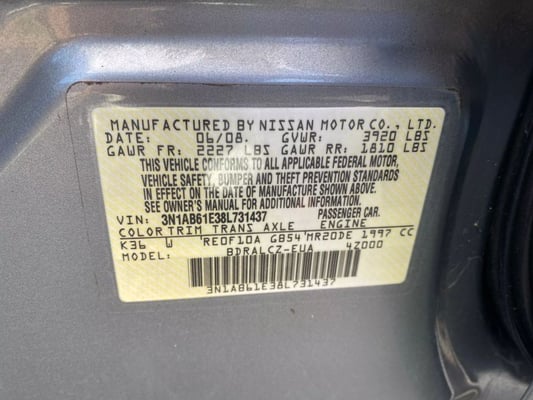 MANUFACTURED BY NISSAN MOTOR CO., LTD.
DATE: 06/08 GVWR: 3920 LBS
GAWR FR: 2227 LBS GAWR RR: 1810 LBS
THIS VEHICLE CONFORMS TO ALL APPLICABLE FEDERAL MOTOR,
VEHICLE SAFETY, BUMPER AND THEFT PREVENTION STANDARDS
IN EFFECT ON THE DATE OF MANUFACTURE SHOWN ABOVE.
SEE OWNER'S MANUAL FOR ADDITIONAL INFORMATION.
VIN: 3N1AB61E38L731437 PASSENGER CAR.
COLOR TRIM TRANS AXLE ENGINE
K36 W RE0F10A GB54 MR20DE 1997 CC
MODEL: BDRALCZ-EUA 4Z000
3N1AB61E38L731437